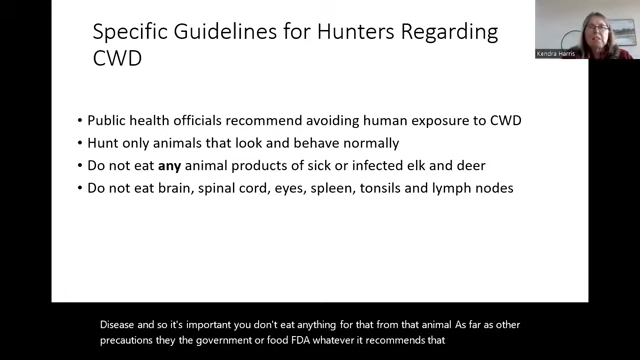 Specific Guidelines for Hunters Regarding
CWD
Kendra Harris
• Public health officials recommend avoiding human exposure to CWD
• Hunt only animals that look and behave normally
• Do not eat any animal products of sick or infected elk and deer
• Do not eat brain, spinal cord, eyes, spleen, tonsils and lymph nodes
Disease and so it's important you don't eat anything for that from that animal As far as other
precautions they the government or food FDA whatever it recommends that